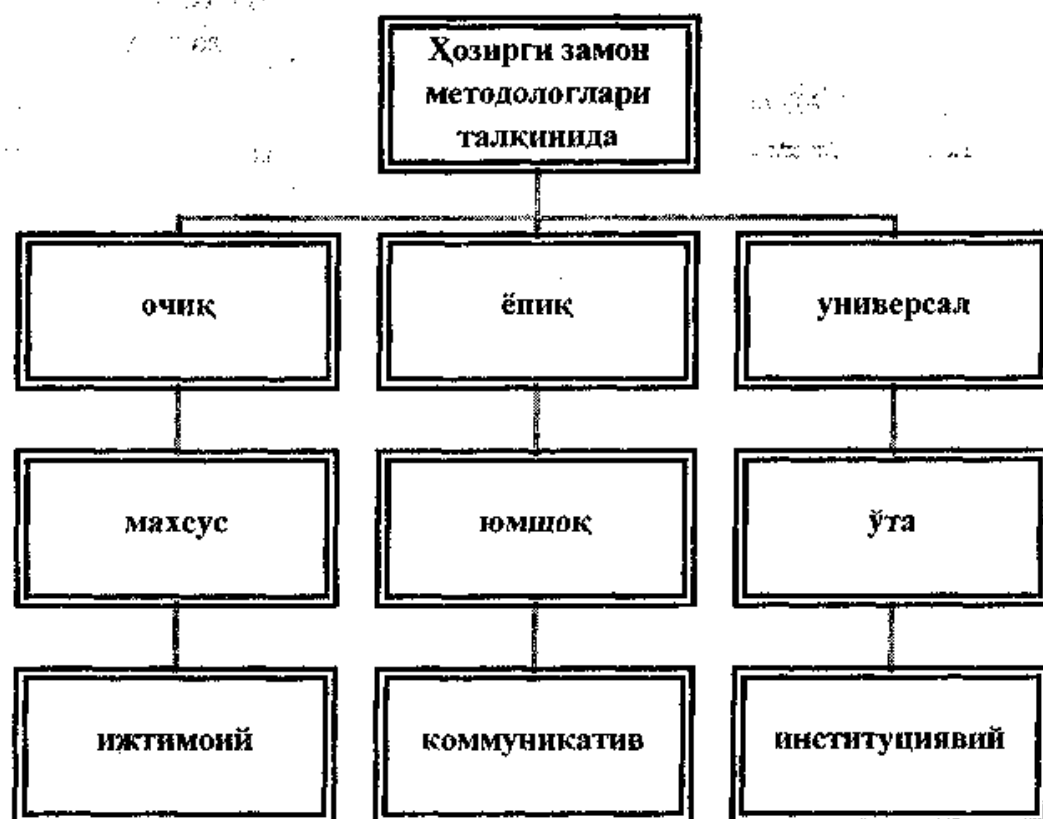 Ҳозирги замон
методологлари
талқинида
очиқ
ёпиқ
универсал
махсус
юмшоқ
ўта
ижтимоий
коммуникатив
институциявий